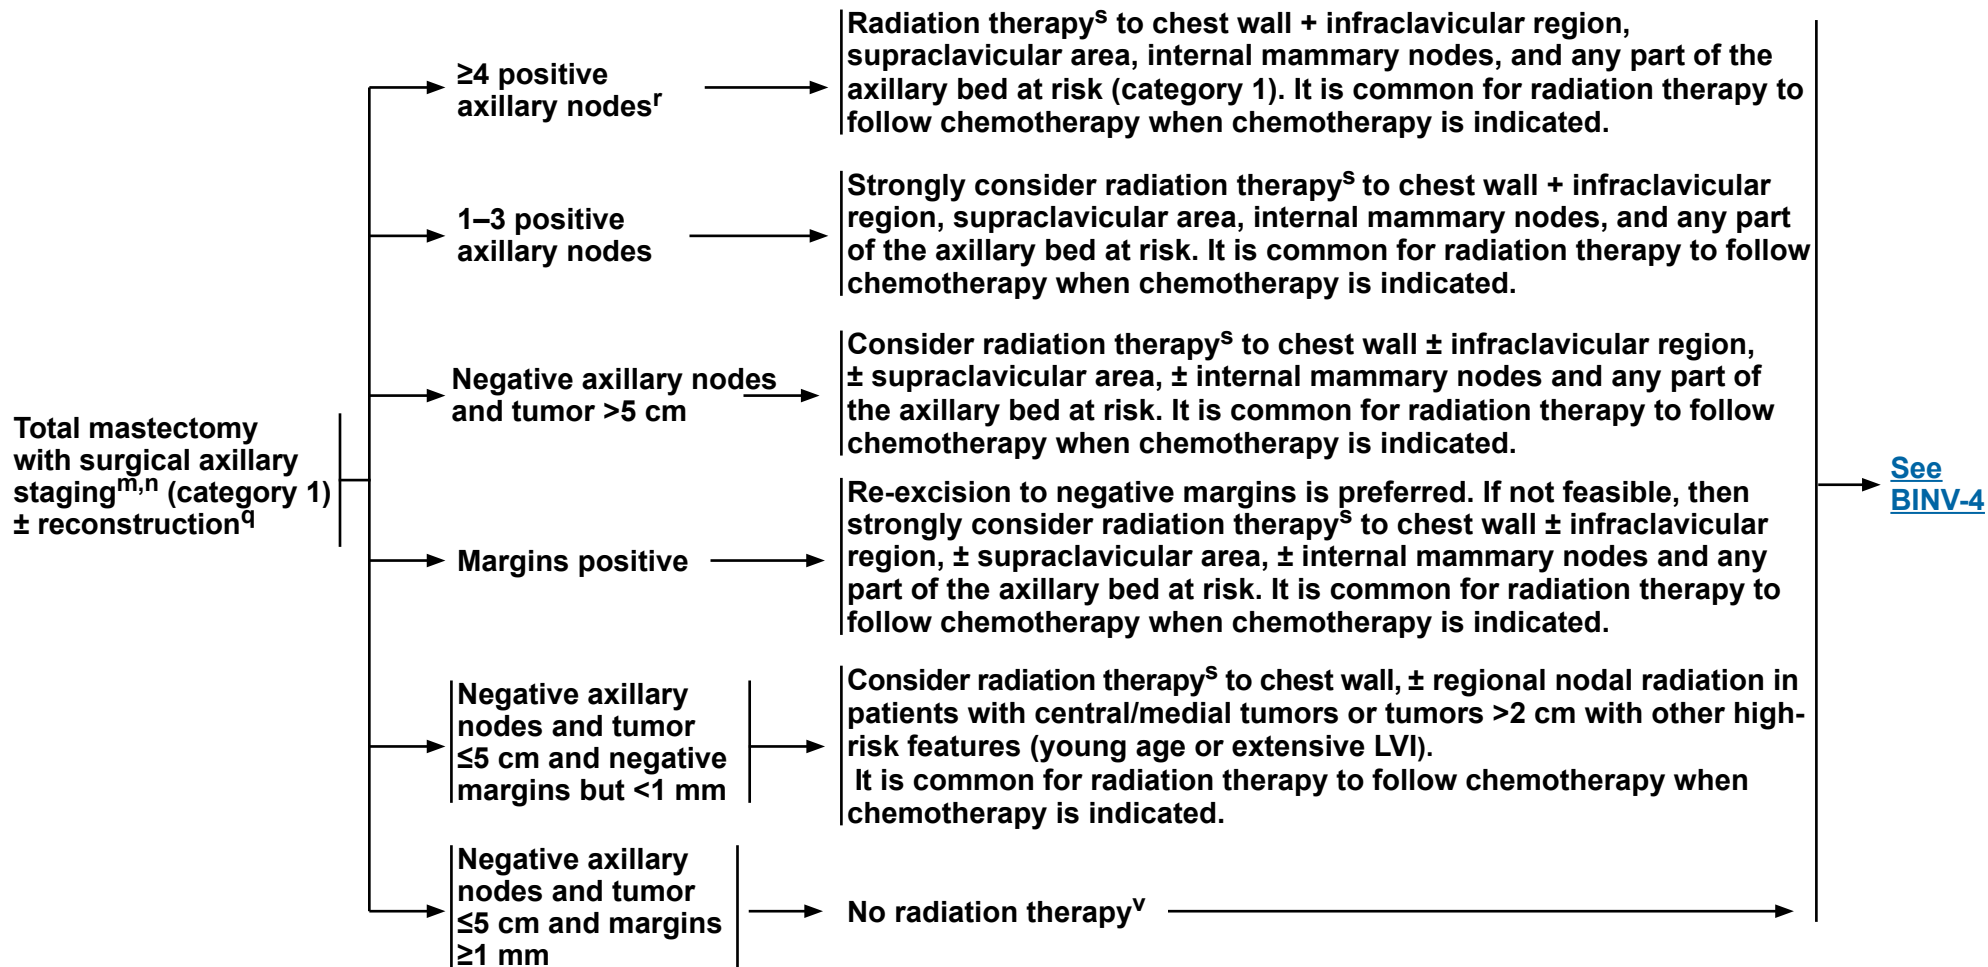 Total mastectomy
with surgical axillary
staging^m,n (category 1)
± reconstruction^q
≥4 positive
axillary nodes^r
Radiation therapy^s to chest wall + infraclavicular region,
supraclavicular area, internal mammary nodes, and any part of the
axillary bed at risk (category 1). It is common for radiation therapy to
follow chemotherapy when chemotherapy is indicated.
1–3 positive
axillary nodes
Strongly consider radiation therapy^s to chest wall + infraclavicular
region, supraclavicular area, internal mammary nodes, and any part
of the axillary bed at risk. It is common for radiation therapy to follow
chemotherapy when chemotherapy is indicated.
Negative axillary nodes
and tumor >5 cm
Consider radiation therapy^s to chest wall ± infraclavicular region,
± supraclavicular area, ± internal mammary nodes and any part of
the axillary bed at risk. It is common for radiation therapy to follow
chemotherapy when chemotherapy is indicated.
Margins positive
Re-excision to negative margins is preferred. If not feasible, then
strongly consider radiation therapy^s to chest wall ± infraclavicular
region, ± supraclavicular area, ± internal mammary nodes and any
part of the axillary bed at risk. It is common for radiation therapy to
follow chemotherapy when chemotherapy is indicated.
Negative axillary
nodes and tumor
≤5 cm and negative
margins but <1 mm
Consider radiation therapy^s to chest wall, ± regional nodal radiation in
patients with central/medial tumors or tumors >2 cm with other high-
risk features (young age or extensive LVI).
It is common for radiation therapy to follow chemotherapy when
chemotherapy is indicated.
Negative axillary
nodes and tumor
≤5 cm and margins
≥1 mm
No radiation therapy^v
See
BINV-4